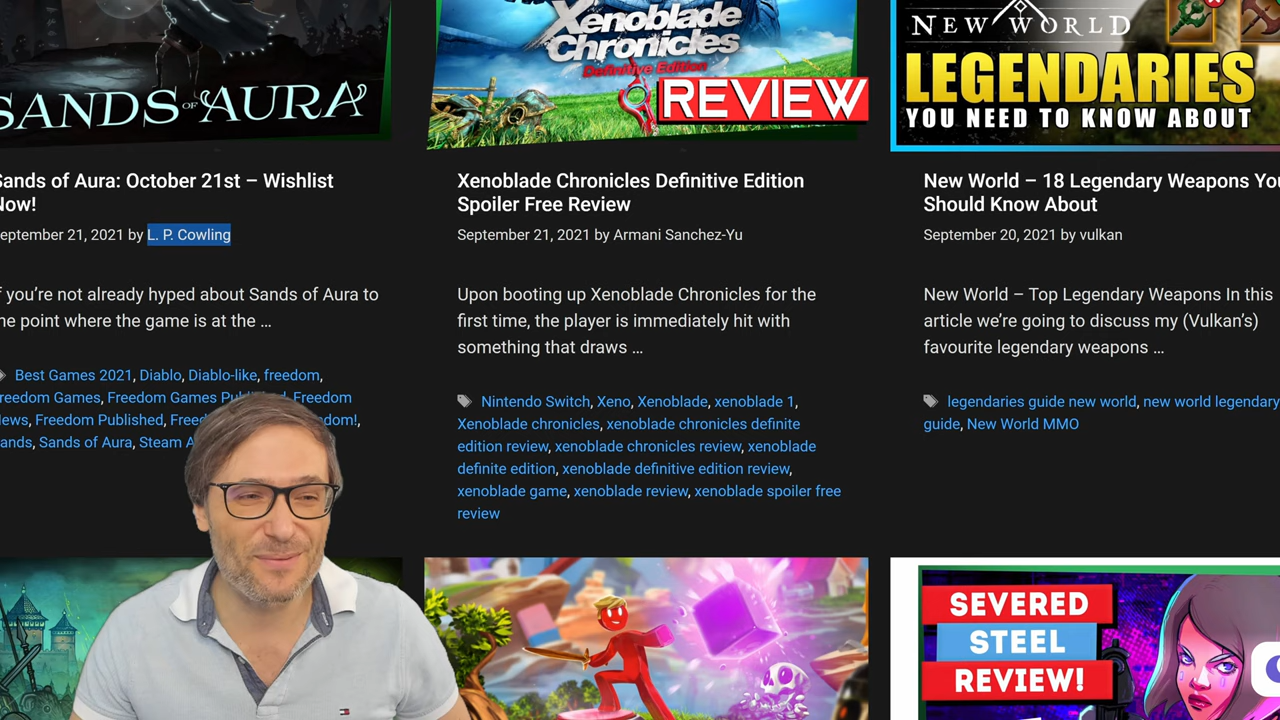 SANDS OF AURA
Sands of Aura: October 21st – Wishlist
Now!
September 21, 2021 by L. P. Cowling
If you’re not already hyped about Sands of Aura to
the point where the game is at the …
Best Games 2021, Diablo, Diablo-like, freedom,
Freedom Games, Freedom
News, Freedom Published,
Sands, Sands of Aura, Steam
Xenoblade
Chronicles
Definitive Edition
REVIEW
Xenoblade Chronicles Definitive Edition
Spoiler Free Review
September 21, 2021 by Armani Sanchez-Yu
Upon booting up Xenoblade Chronicles for the
first time, the player is immediately hit with
something that draws …
Nintendo Switch, Xeno, Xenoblade, xenoblade 1,
Xenoblade chronicles, xenoblade chronicles definite
edition review, xenoblade chronicles review, xenoblade
definite edition, xenoblade definitive edition review,
xenoblade game, xenoblade review, xenoblade spoiler free
review
NEW WORLD
LEGENDARIES
YOU NEED TO KNOW ABOUT
New World – 18 Legendary Weapons You
Should Know About
September 20, 2021 by vulkan
New World – Top Legendary Weapons In this
article we’re going to discuss my (Vulkan’s)
favourite legendary weapons …
legendaries guide new world, new world legendary
guide, New World MMO
SEVERED
STEEL
REVIEW!